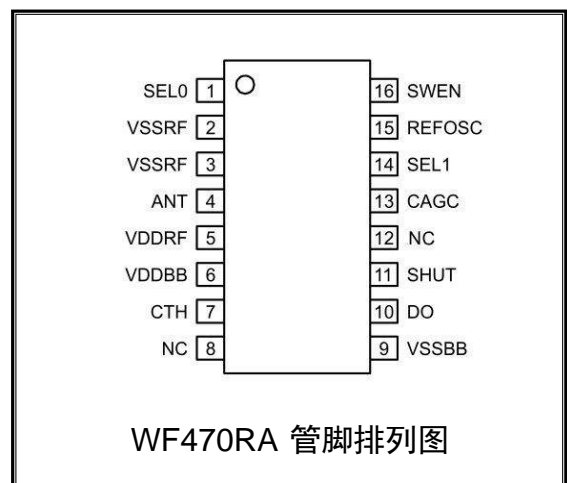 SEL0 1 16 SWEN
VSSRF 2 15 REFOSC
VSSRF 3 14 SEL1
ANT 4 13 CAGC
VDDRF 5 12 NC
VDDBB 6 11 SHUT
CTH 7 10 DO
NC 8 9 VSSBB
WF470RA 管脚排列图